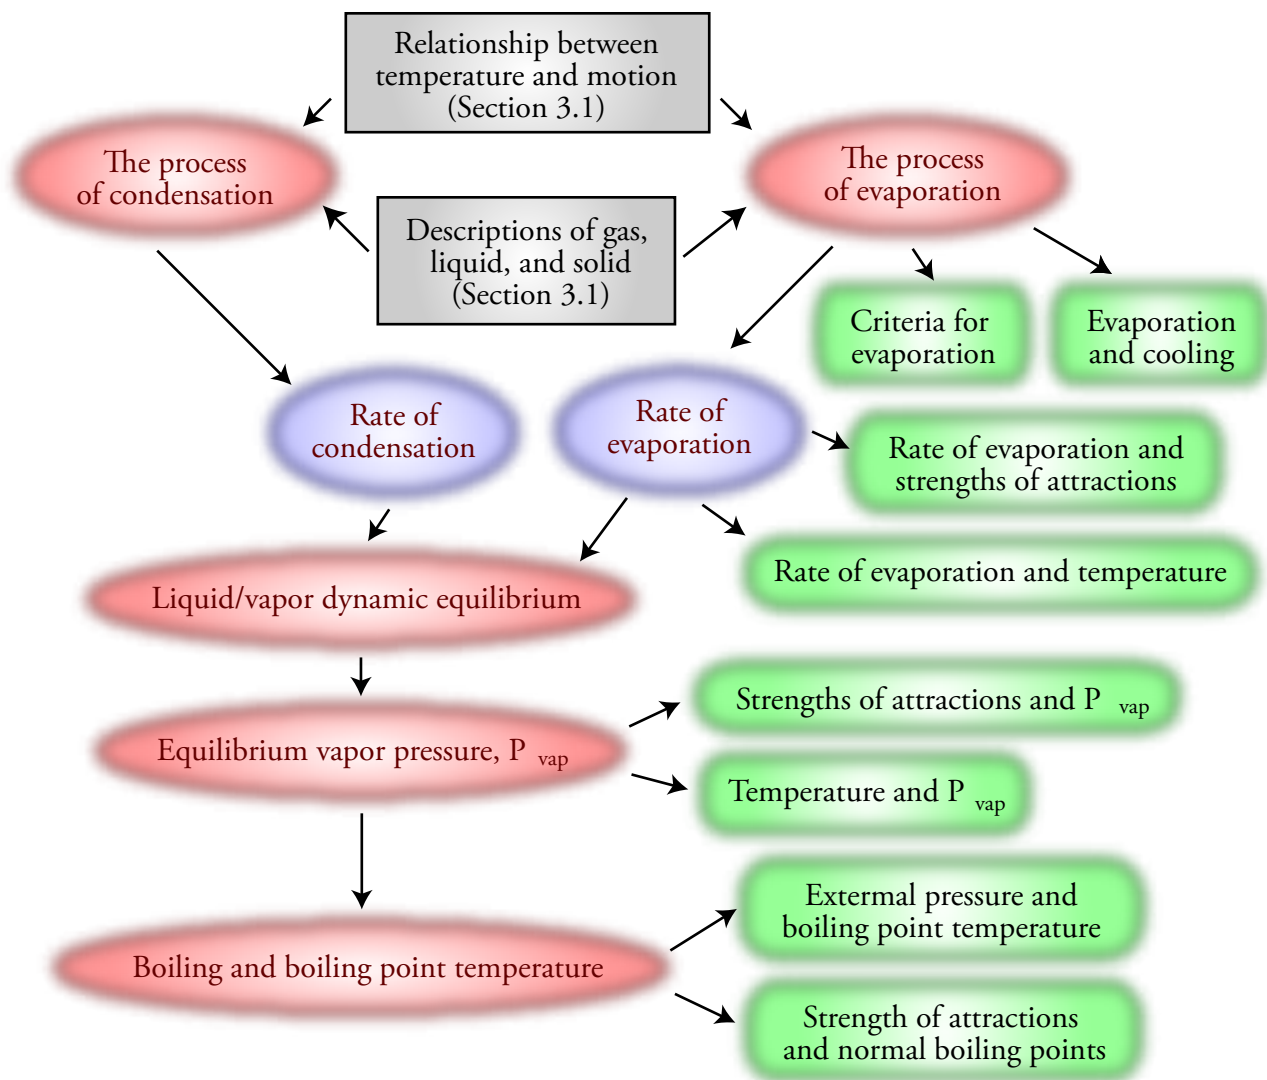 Relationship between
temperature and motion
(Section 3.1)
The process
of condensation
The process
of evaporation
Descriptions of gas,
liquid, and solid
(Section 3.1)
Criteria for
evaporation
Evaporation
and cooling
Rate of
condensation
Rate of
evaporation
Rate of evaporation and
strengths of attractions
Rate of evaporation and temperature
Liquid/vapor dynamic equilibrium
Strengths of attractions and P vap
Equilibrium vapor pressure, P vap
Temperature and P vap
Extermal pressure and
boiling point temperature
Boiling and boiling point temperature
Strength of attractions
and normal boiling points